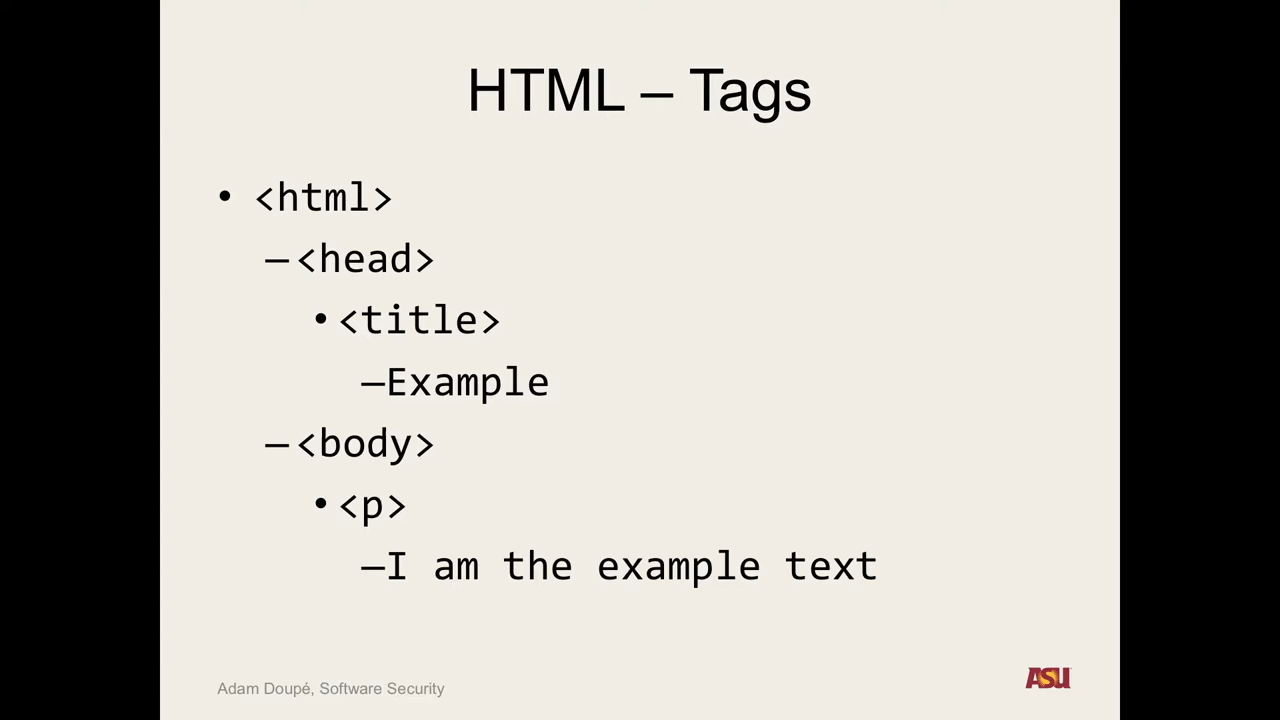 HTML – Tags
• <html>
– <head>
• <title>
– Example
– <body>
• <p>
– I am the example text
Adam Doupé, Software Security
ASU